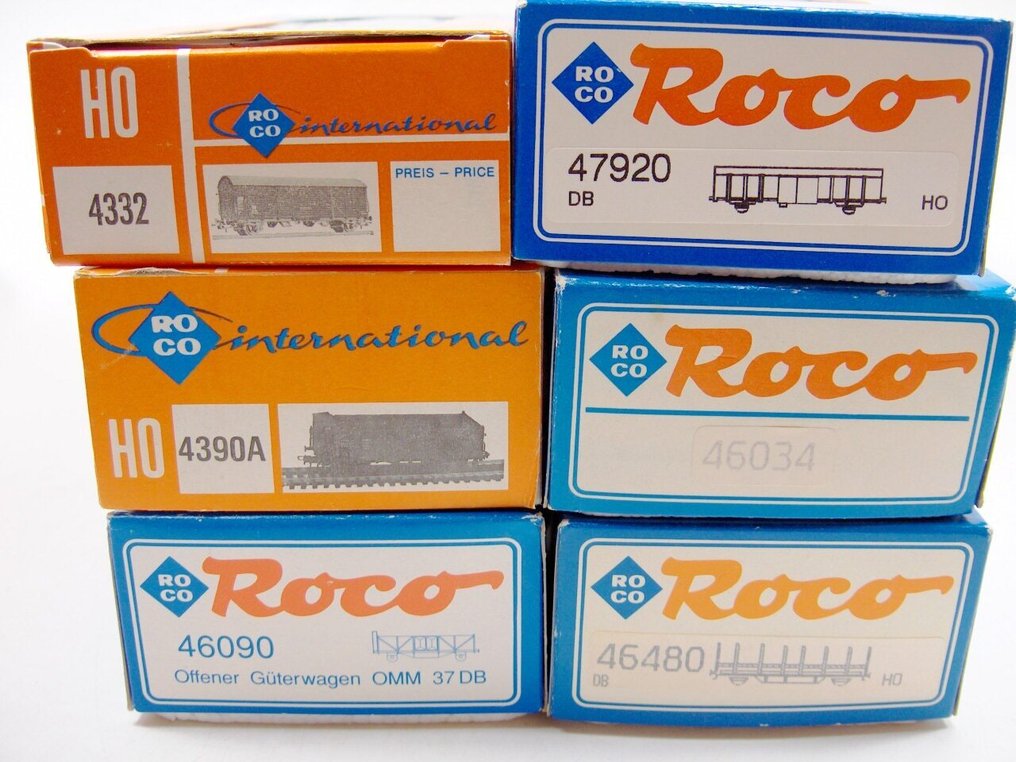 HO
RO
CO
international
4332
PREIS – PRICE
RO
CO
Roco
47920
DB
HO
RO
CO
international
HO
4390A
RO
CO
Roco
46034
RO
CO
Roco
46090
Offener Güterwagen OMM 37 DB
RO
CO
Roco
46480
DB
HO